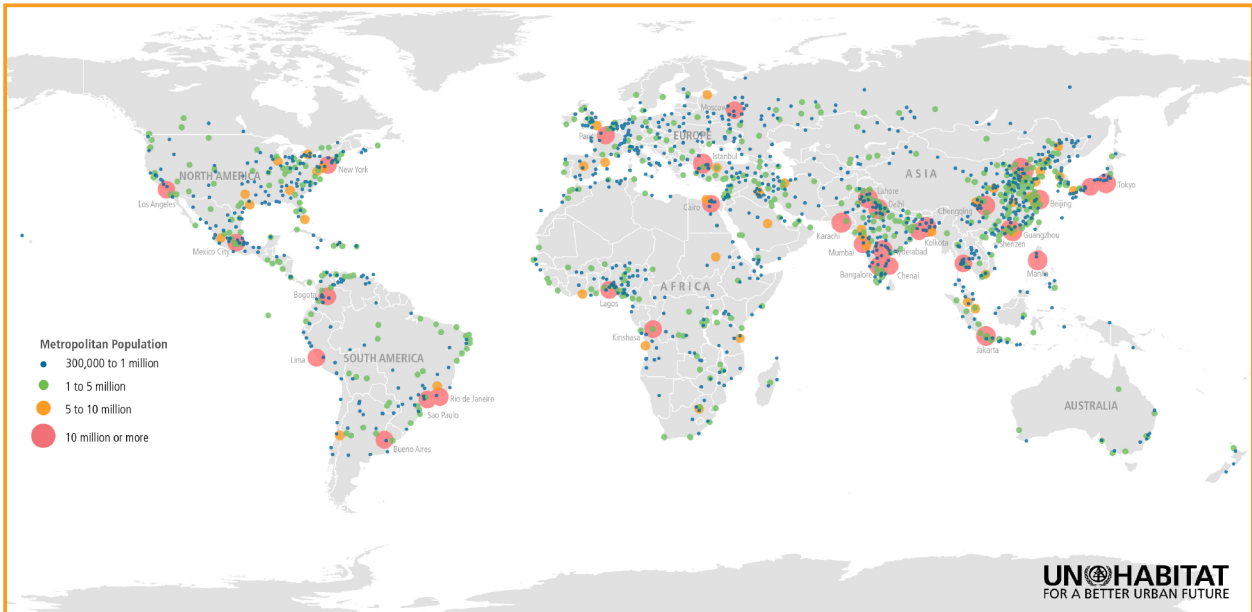 Moscow
Paris
EUROPE
Istanbul
New York
NORTH AMERICA
Los Angeles
ASIA
Tokyo
Lahore
Delhi
Cairo
Chongqing
Beijing
Karachi
Guangzhou
Shenzen
Kolkota
Mumbai
Hyderabad
Mexico City
Bangalore
Chenai
Manila
Bogota
AFRICA
Lagos
Kinshasa
Jakarta
Metropolitan Population
300,000 to 1 million
1 to 5 million
5 to 10 million
10 million or more
Lima
SOUTH AMERICA
Rio de Janeiro
Sao Paulo
Bueno Aires
AUSTRALIA
UN HABITAT
FOR A BETTER URBAN FUTURE